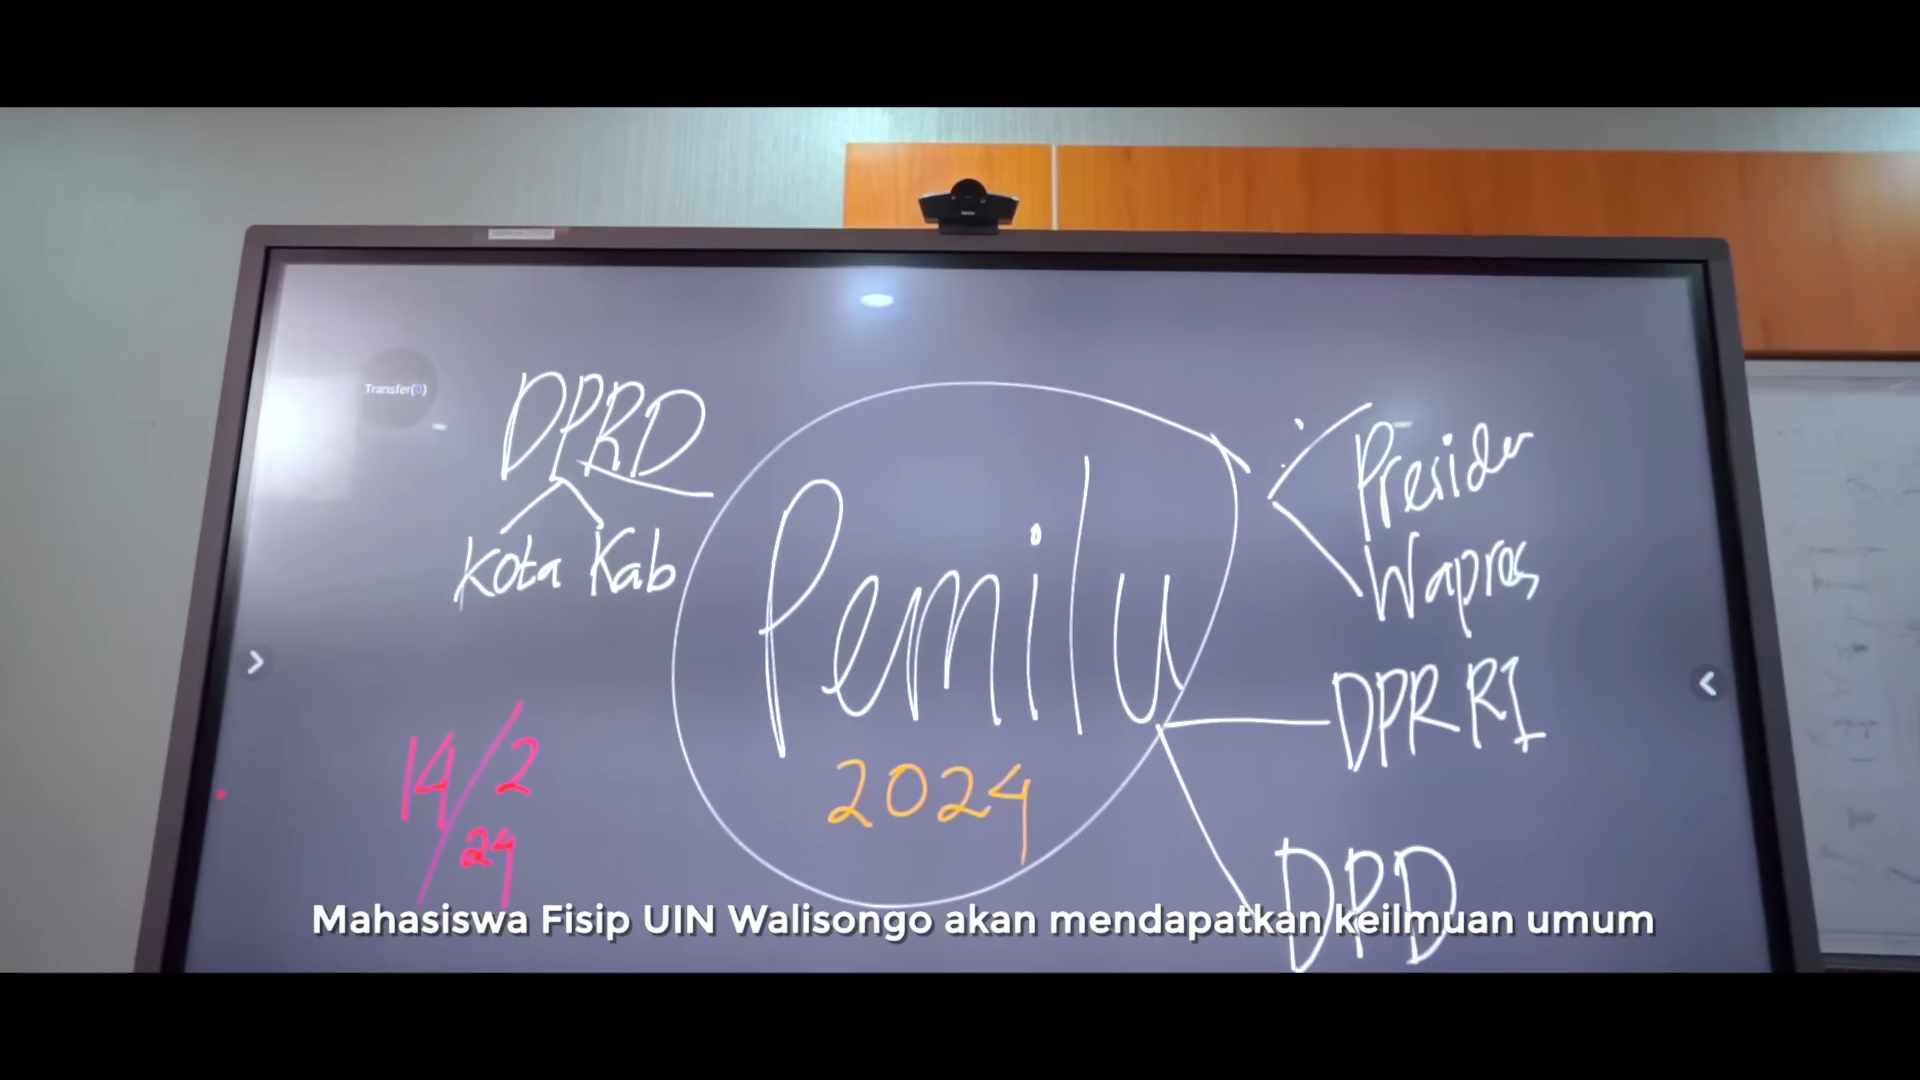 Transfer(0)
DPRD
Kota Kab
Pemilu
2024
Presiden
Wapres
DPR RI
DPD
14/2
24
Mahasiswa Fisip UIN Walisongo akan mendapatkan keilmuan umum